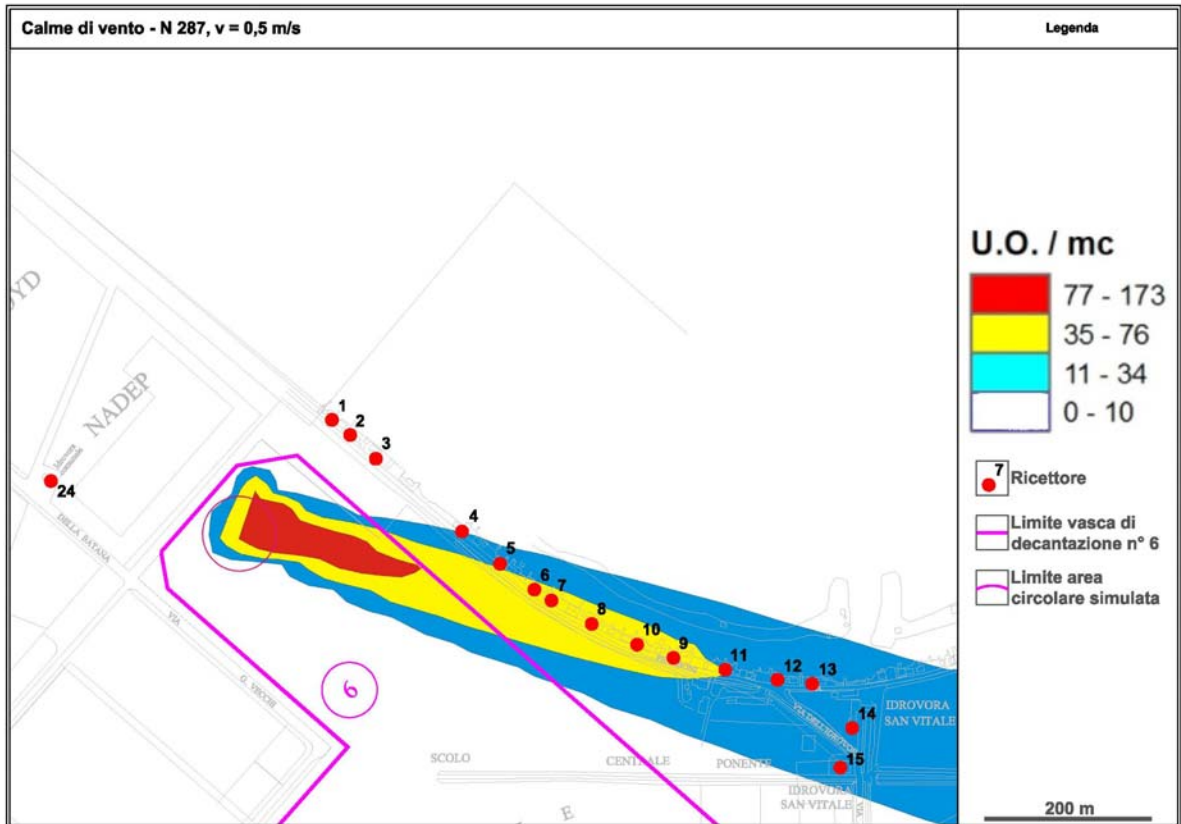 Calme di vento - N 287, v = 0,5 m/s
Legenda
U.O. / mc
77 - 173
35 - 76
11 - 34
0 - 10
7
Ricettore
Limite vasca di
decantazione n° 6
Limite area
circolare simulata
200 m
OYD
NADEP
1
2
3
24
DELLA BATANA
4
5
6
7
8
10
9
11
12
13
14
15
VIA
G. VECCHI
6
IDROVORA
SAN VITALE
SCOLO
CENTRALE
PONENTE
IDROVORA
SAN VITALE
VIA
E